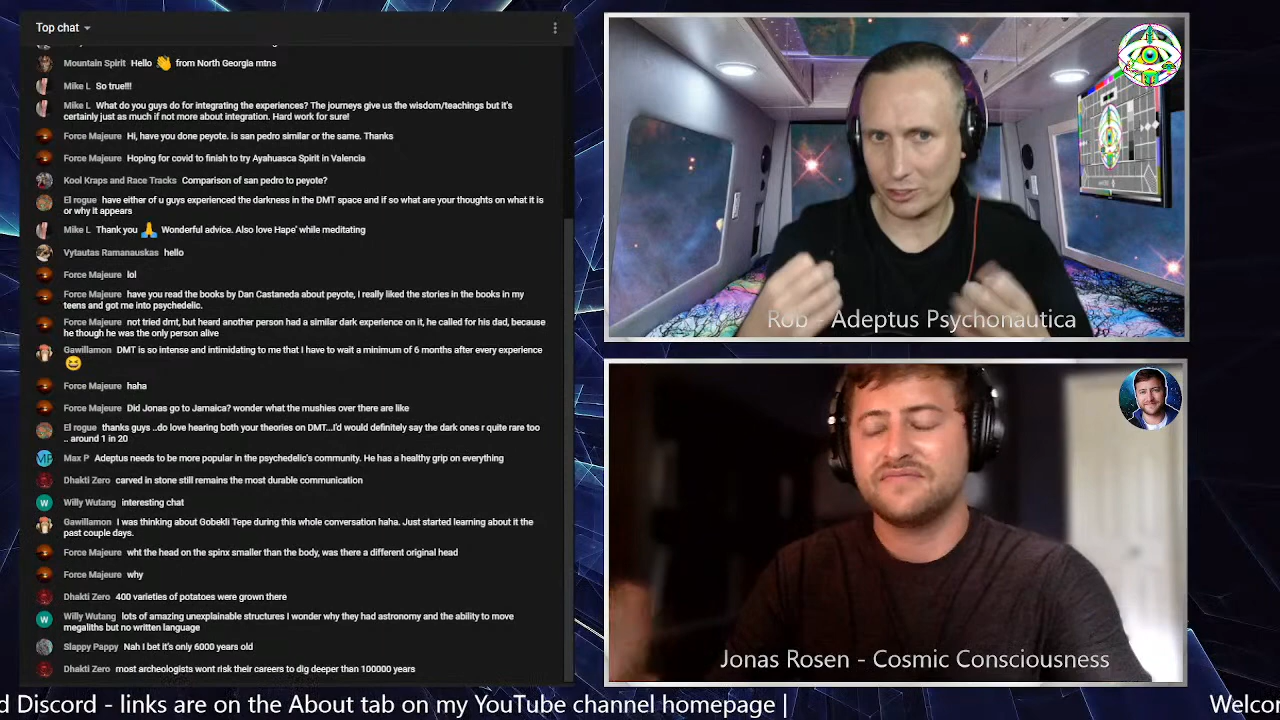 Top chat
Mountain Spirit Hello 👋 from North Georgia mtns
Mike L So true!!!
Mike L What do you guys do for integrating the experiences? The journeys give us the wisdom/teachings but it's
certainly just as much if not more about integration. Hard work for sure!
Force Majeure Hi, have you done peyote. is san pedro similar or the same. Thanks
Force Majeure Hoping for covid to finish to try Ayahuasca Spirit in Valencia
Kool Kraps and Race Tracks Comparison of san pedro to peyote?
El rogue have either of u guys experienced the darkness in the DMT space and if so what are your thoughts on what it is
or why it appears
Mike L Thank you 🙏 Wonderful advice. Also love Hape' while meditating
Vytautas Ramanauskas hello
Force Majeure lol
Force Majeure have you read the books by Dan Castaneda about peyote, I really liked the stories in the books in my
teens and got me into psychedelic.
Force Majeure not tried dmt, but heard another person had a similar dark experience on it, he called for his dad, because
he though he was the only person alive
Gawillamon DMT is so intense and intimidating to me that I have to wait a minimum of 6 months after every experience
😆
Force Majeure haha
Force Majeure Did Jonas go to Jamaica? wonder what the mushies over there are like
El rogue thanks guys ..do love hearing both your theories on DMT...I'd would definitely say the dark ones r quite rare too
.. around 1 in 20
MP Max P Adeptus needs to be more popular in the psychedelic's community. He has a healthy grip on everything
Dhakti Zero carved in stone still remains the most durable communication
W Willy Wutang interesting chat
Gawillamon I was thinking about Gobekli Tepe during this whole conversation haha. Just started learning about it the
past couple days.
Force Majeure wht the head on the spinx smaller than the body, was there a different original head
Force Majeure why
Dhakti Zero 400 varieties of potatoes were grown there
W Willy Wutang lots of amazing unexplainable structures I wonder why they had astronomy and the ability to move
megaliths but no written language
Slappy Pappy Nah I bet it's only 6000 years old
Dhakti Zero most archeologists wont risk their careers to dig deeper than 100000 years
Rob - Adeptus Psychonautica
Jonas Rosen - Cosmic Consciousness
d Discord - links are on the About tab on my YouTube channel homepage | Welcor